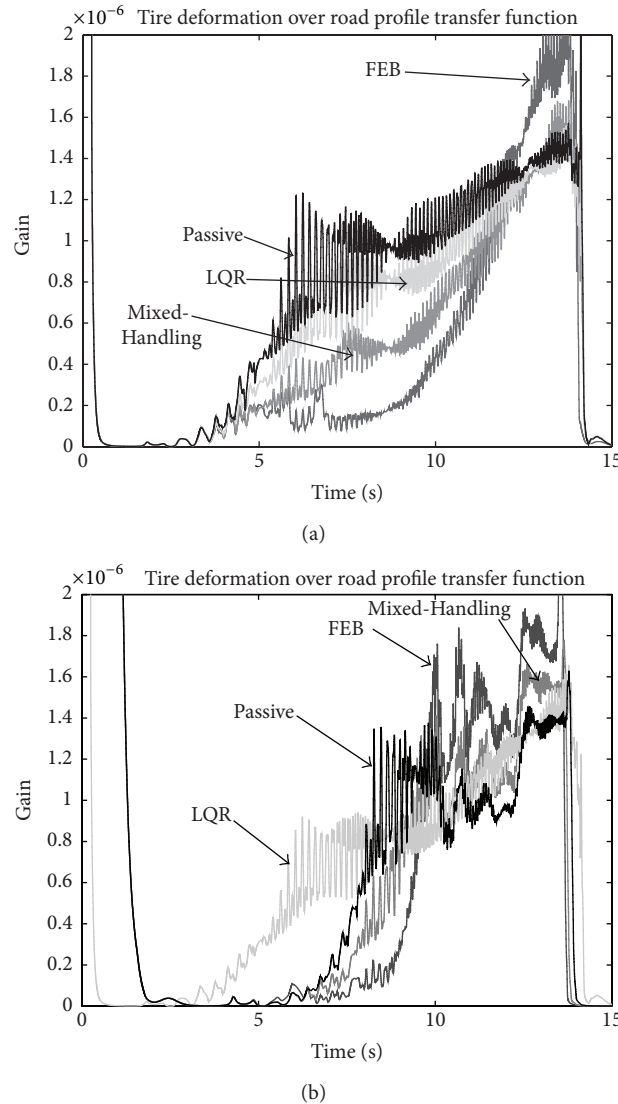 ×10⁻⁶
Tire deformation over road profile transfer function
2
1.8
1.6
1.4
1.2
1
0.8
0.6
0.4
0.2
0
Gain
FEB
Passive
LQR
Mixed-
Handling
0
5
10
15
Time (s)
(a)
×10⁻⁶
Tire deformation over road profile transfer function
2
1.8
1.6
1.4
1.2
1
0.8
0.6
0.4
0.2
0
Gain
Mixed-Handling
FEB
Passive
LQR
0
5
10
15
Time (s)
(b)